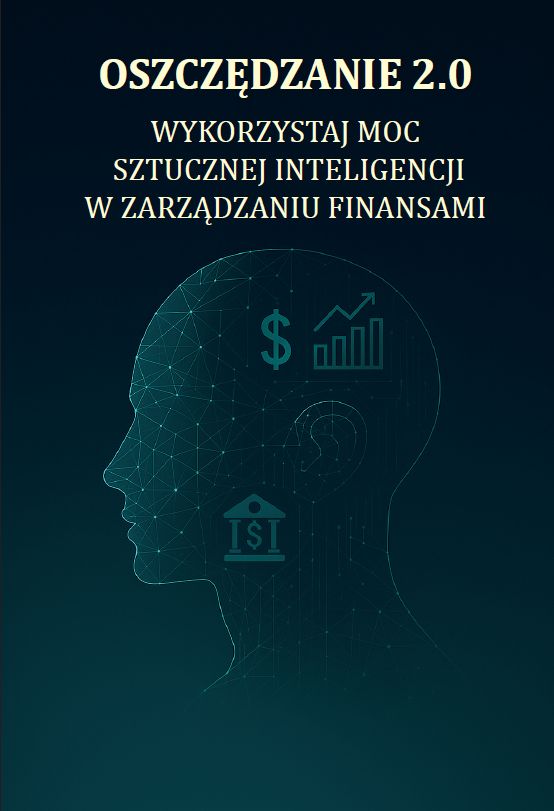 OSZCZĘDZANIE 2.0
WYKORZYSTAJ MOC
SZTUCZNEJ INTELIGENCJI
W ZARZĄDZANIU FINANSAMI
$
$